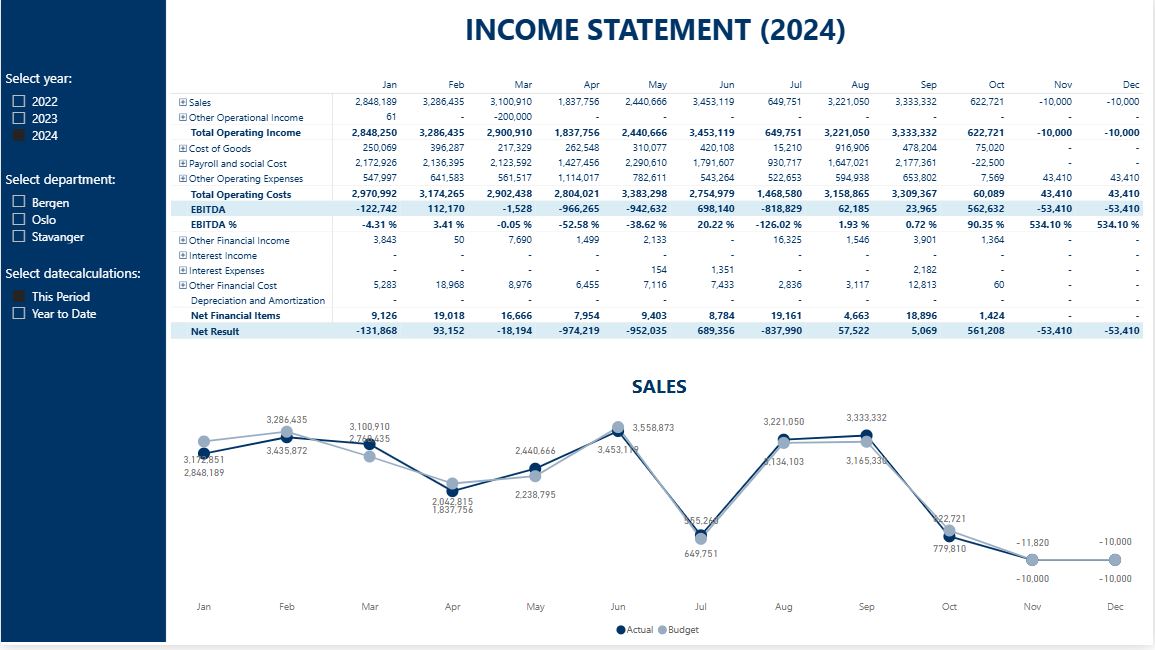 INCOME STATEMENT (2024)
Select year:
2022
2023
2024
Select department:
Bergen
Oslo
Stavanger
Select datecalculations:
This Period
Year to Date
Jan Feb Mar Apr May Jun Jul Aug Sep Oct Nov Dec
Sales 2,848,189 3,286,435 3,100,910 1,837,756 2,440,666 3,453,119 649,751 3,221,050 3,333,332 622,721 -10,000 -10,000
Other Operational Income 61 - -200,000 - - - - - - - - -
Total Operating Income 2,848,250 3,286,435 2,900,910 1,837,756 2,440,666 3,453,119 649,751 3,221,050 3,333,332 622,721 -10,000 -10,000
Cost of Goods 250,069 396,287 217,329 262,548 310,077 420,108 15,210 916,906 478,204 75,020 - -
Payroll and social Cost 2,172,926 2,136,395 2,123,592 1,427,456 2,290,610 1,791,607 930,717 1,647,021 2,177,361 -22,500 - -
Other Operating Expenses 547,997 641,583 561,517 1,114,017 782,611 543,264 522,653 594,938 653,802 7,569 43,410 43,410
Total Operating Costs 2,970,992 3,174,265 2,902,438 2,804,021 3,383,298 2,754,979 1,468,580 3,158,865 3,309,367 60,089 43,410 43,410
EBITDA -122,742 112,170 -1,528 -966,265 -942,632 698,140 -818,829 62,185 23,965 562,632 -53,410 -53,410
EBITDA % -4.31 % 3.41 % -0.05 % -52.58 % -38.62 % 20.22 % -126.02 % 1.93 % 0.72 % 90.35 % 534.10 % 534.10 %
Other Financial Income 3,843 50 7,690 1,499 2,133 - 16,325 1,546 3,901 1,364 - -
Interest Income - - - - - - - - - - - -
Interest Expenses - - - - 154 1,351 - - 2,182 - - -
Other Financial Cost 5,283 18,968 8,976 6,455 7,116 7,433 2,836 3,117 12,813 60 - -
Depreciation and Amortization - - - - - - - - - - - -
Net Financial Items 9,126 19,018 16,666 7,954 9,403 8,784 19,161 4,663 18,896 1,424 - -
Net Result -131,868 93,152 -18,194 -974,219 -952,035 689,356 -837,990 57,522 5,069 561,208 -53,410 -53,410
SALES
3,286,435 3,100,910 3,558,873 3,221,050 3,333,332
2,440,666
3,435,872 3,453,119 3,165,330
3,172,851 3,134,103
2,848,189
2,238,795
2,042,815
1,837,756
622,721
649,751 779,810
-11,820 -10,000
-10,000 -10,000
Jan Feb Mar Apr May Jun Jul Aug Sep Oct Nov Dec
Actual Budget